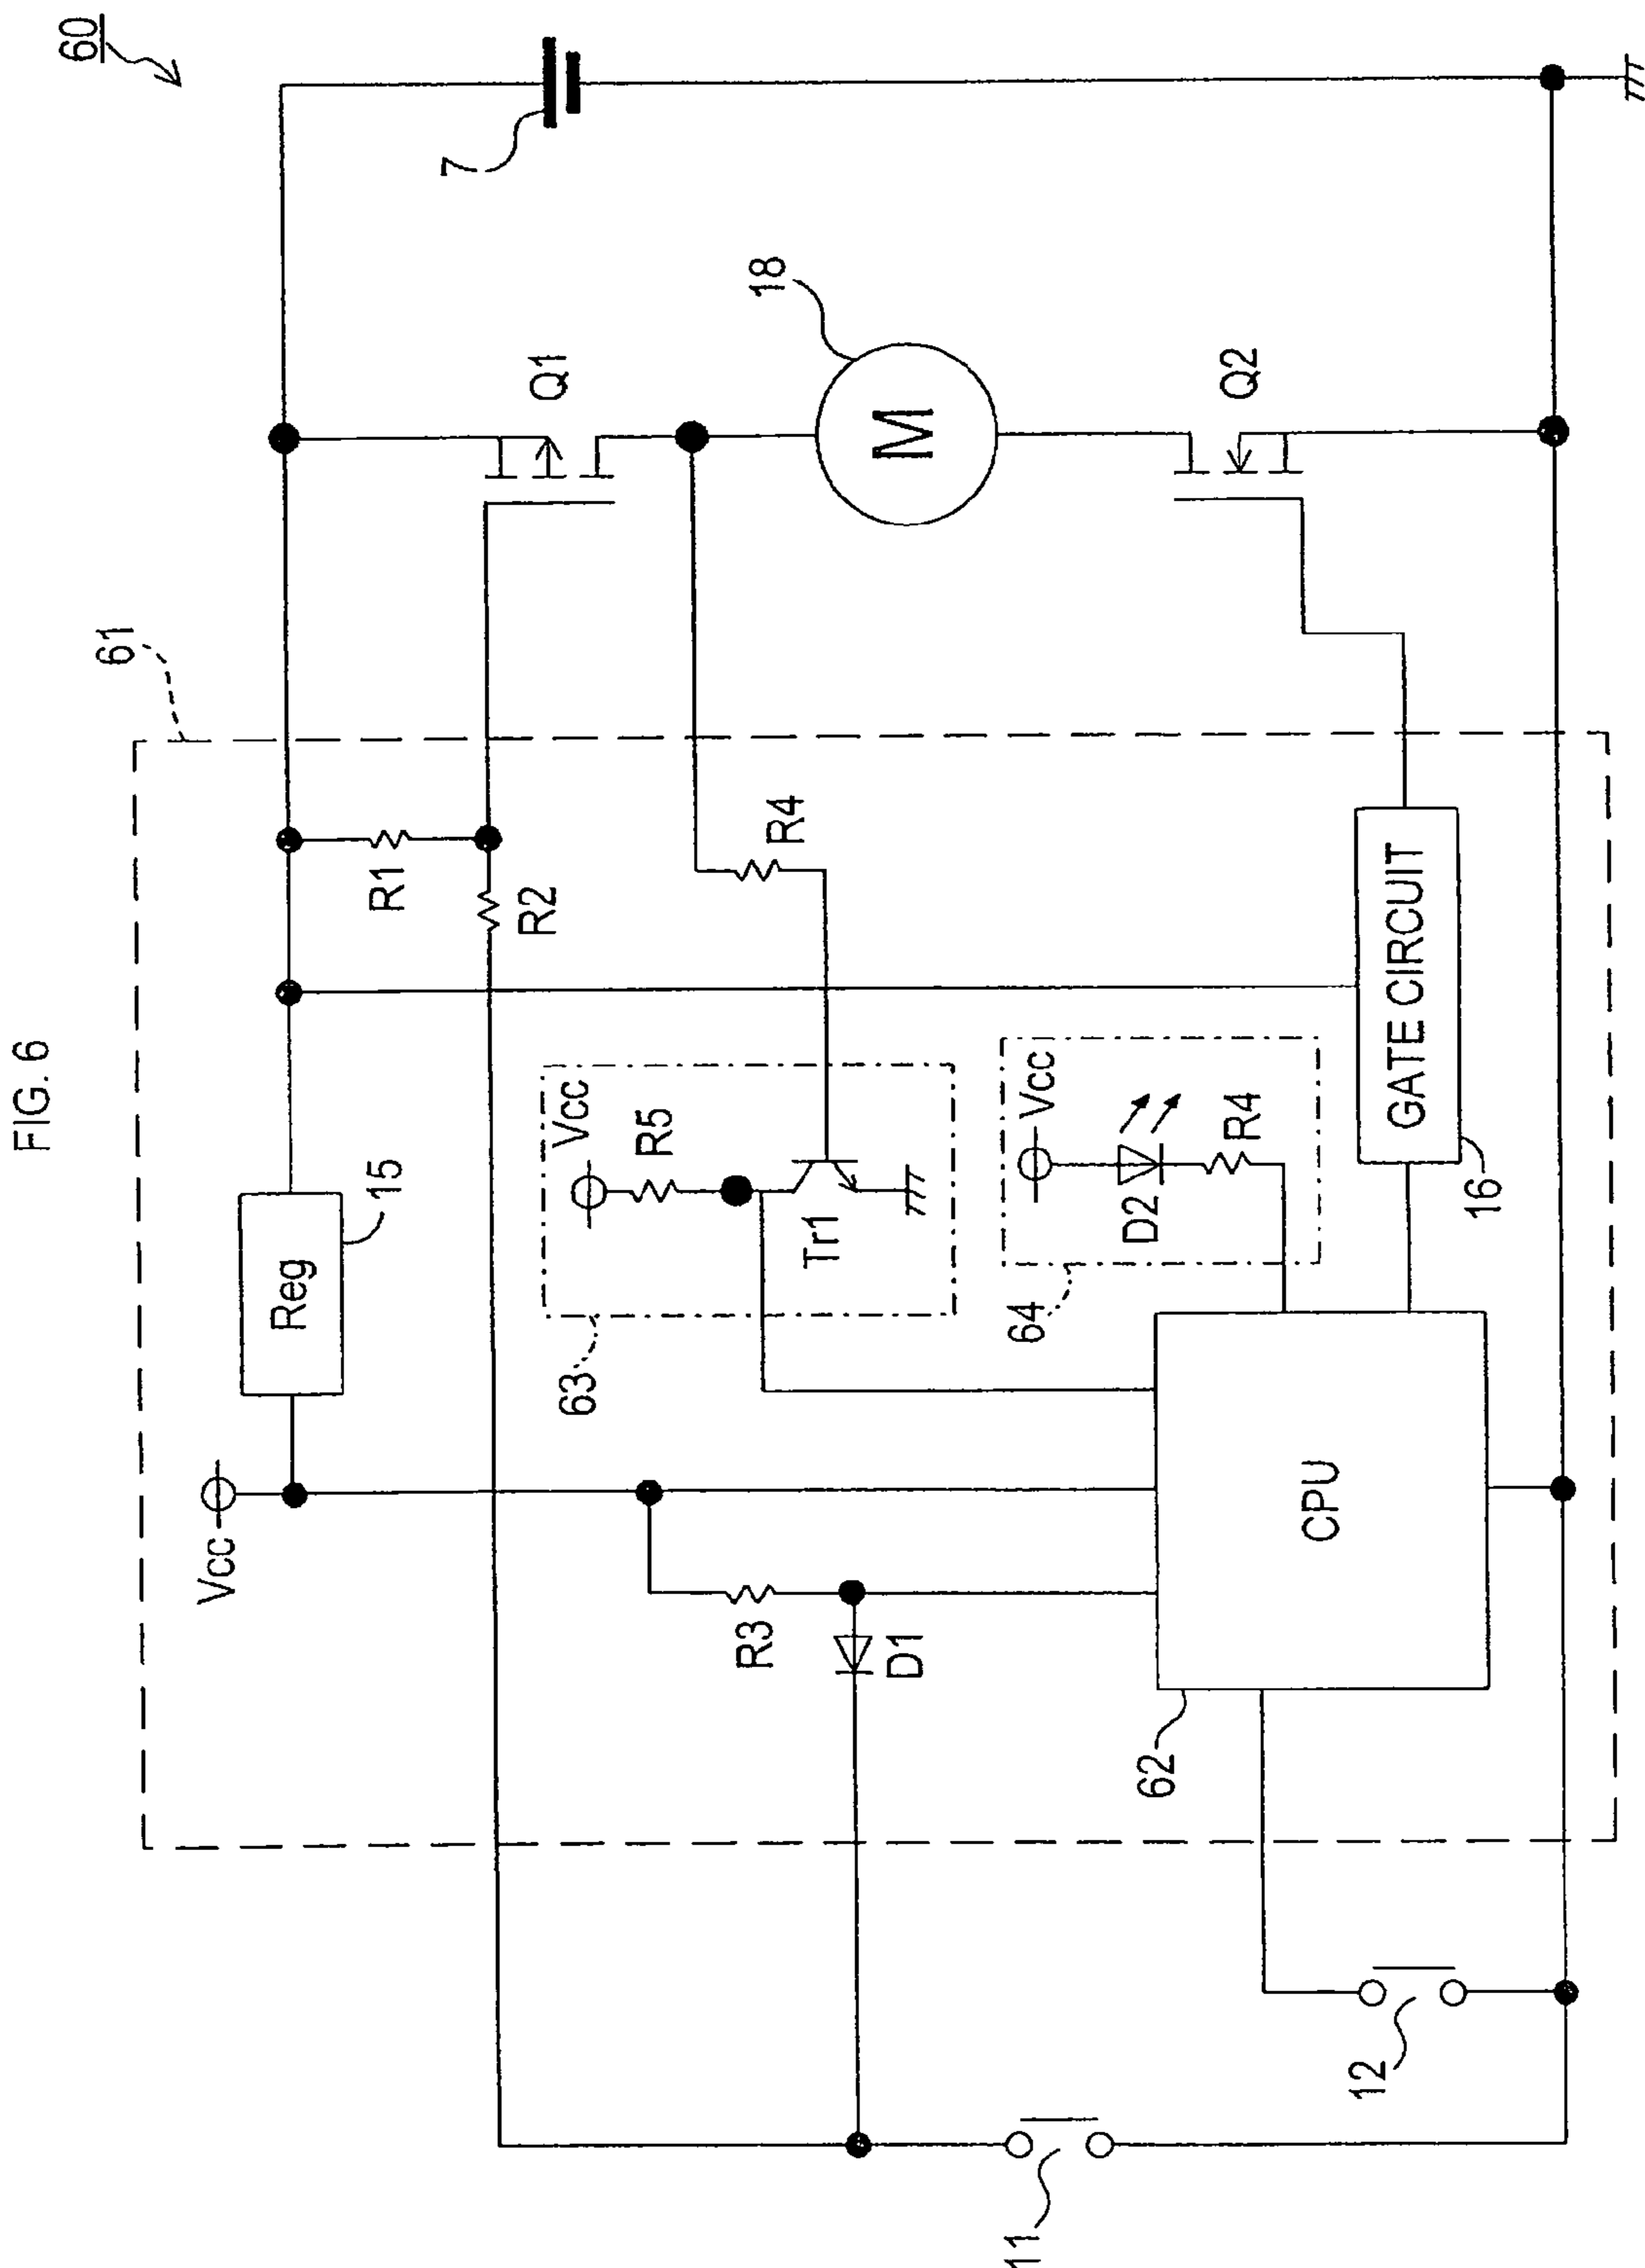 FIG. 6
60
61
7
Q1
18
M
Q2
R1
R2
R4
GATE CIRCUIT
16
Reg
15
Vcc
R5
Tr1
63
Vcc
D2
R4
64
Vcc
R3
D1
CPU
62
12
11